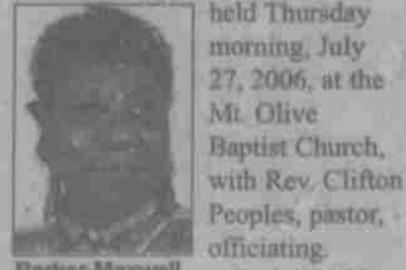 held Thursday
morning, July
27, 2006, at the
Mt. Olive
Baptist Church,
with Rev. Clifton
Peoples, pastor,
officiating.